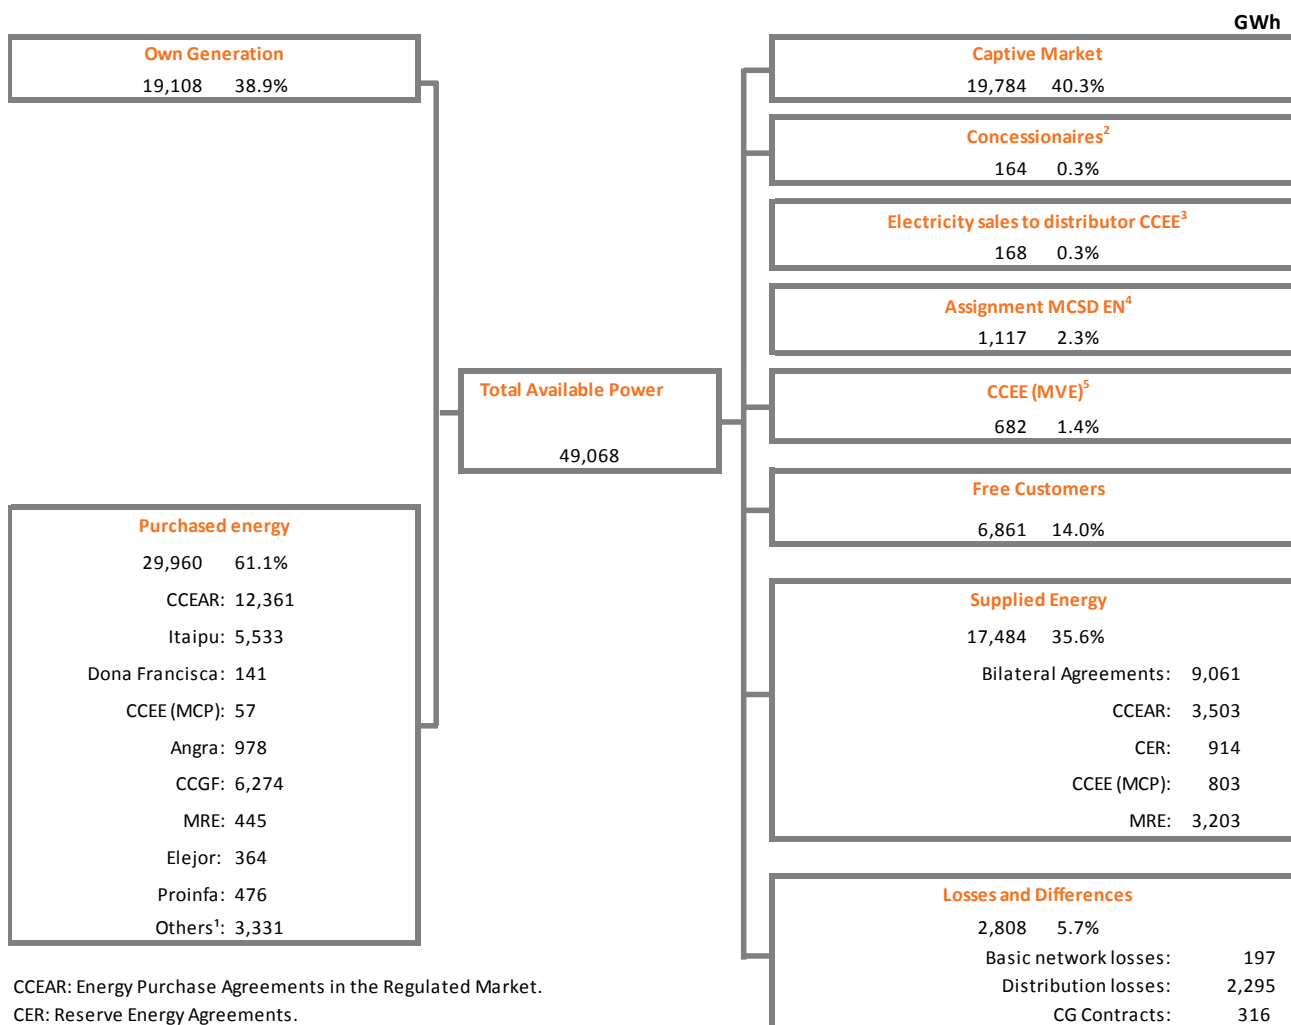 GWh
Own Generation
19,108 38.9%
Purchased energy
29,960 61.1%
CCEAR: 12,361
Itaipu: 5,533
Dona Francisca: 141
CCEE (MCP): 57
Angra: 978
CCGF: 6,274
MRE: 445
Elejor: 364
Proinfa: 476
Others¹: 3,331
Total Available Power
49,068
Captive Market
19,784 40.3%
Concessionaires²
164 0.3%
Electricity sales to distributor CCEE³
168 0.3%
Assignment MCSD EN⁴
1,117 2.3%
CCEE (MVE)⁵
682 1.4%
Free Customers
6,861 14.0%
Supplied Energy
17,484 35.6%
Bilateral Agreements: 9,061
CCEAR: 3,503
CER: 914
CCEE (MCP): 803
MRE: 3,203
Losses and Differences
2,808 5.7%
Basic network losses: 197
Distribution losses: 2,295
CG Contracts: 316
CCEAR: Energy Purchase Agreements in the Regulated Market.
CER: Reserve Energy Agreements.